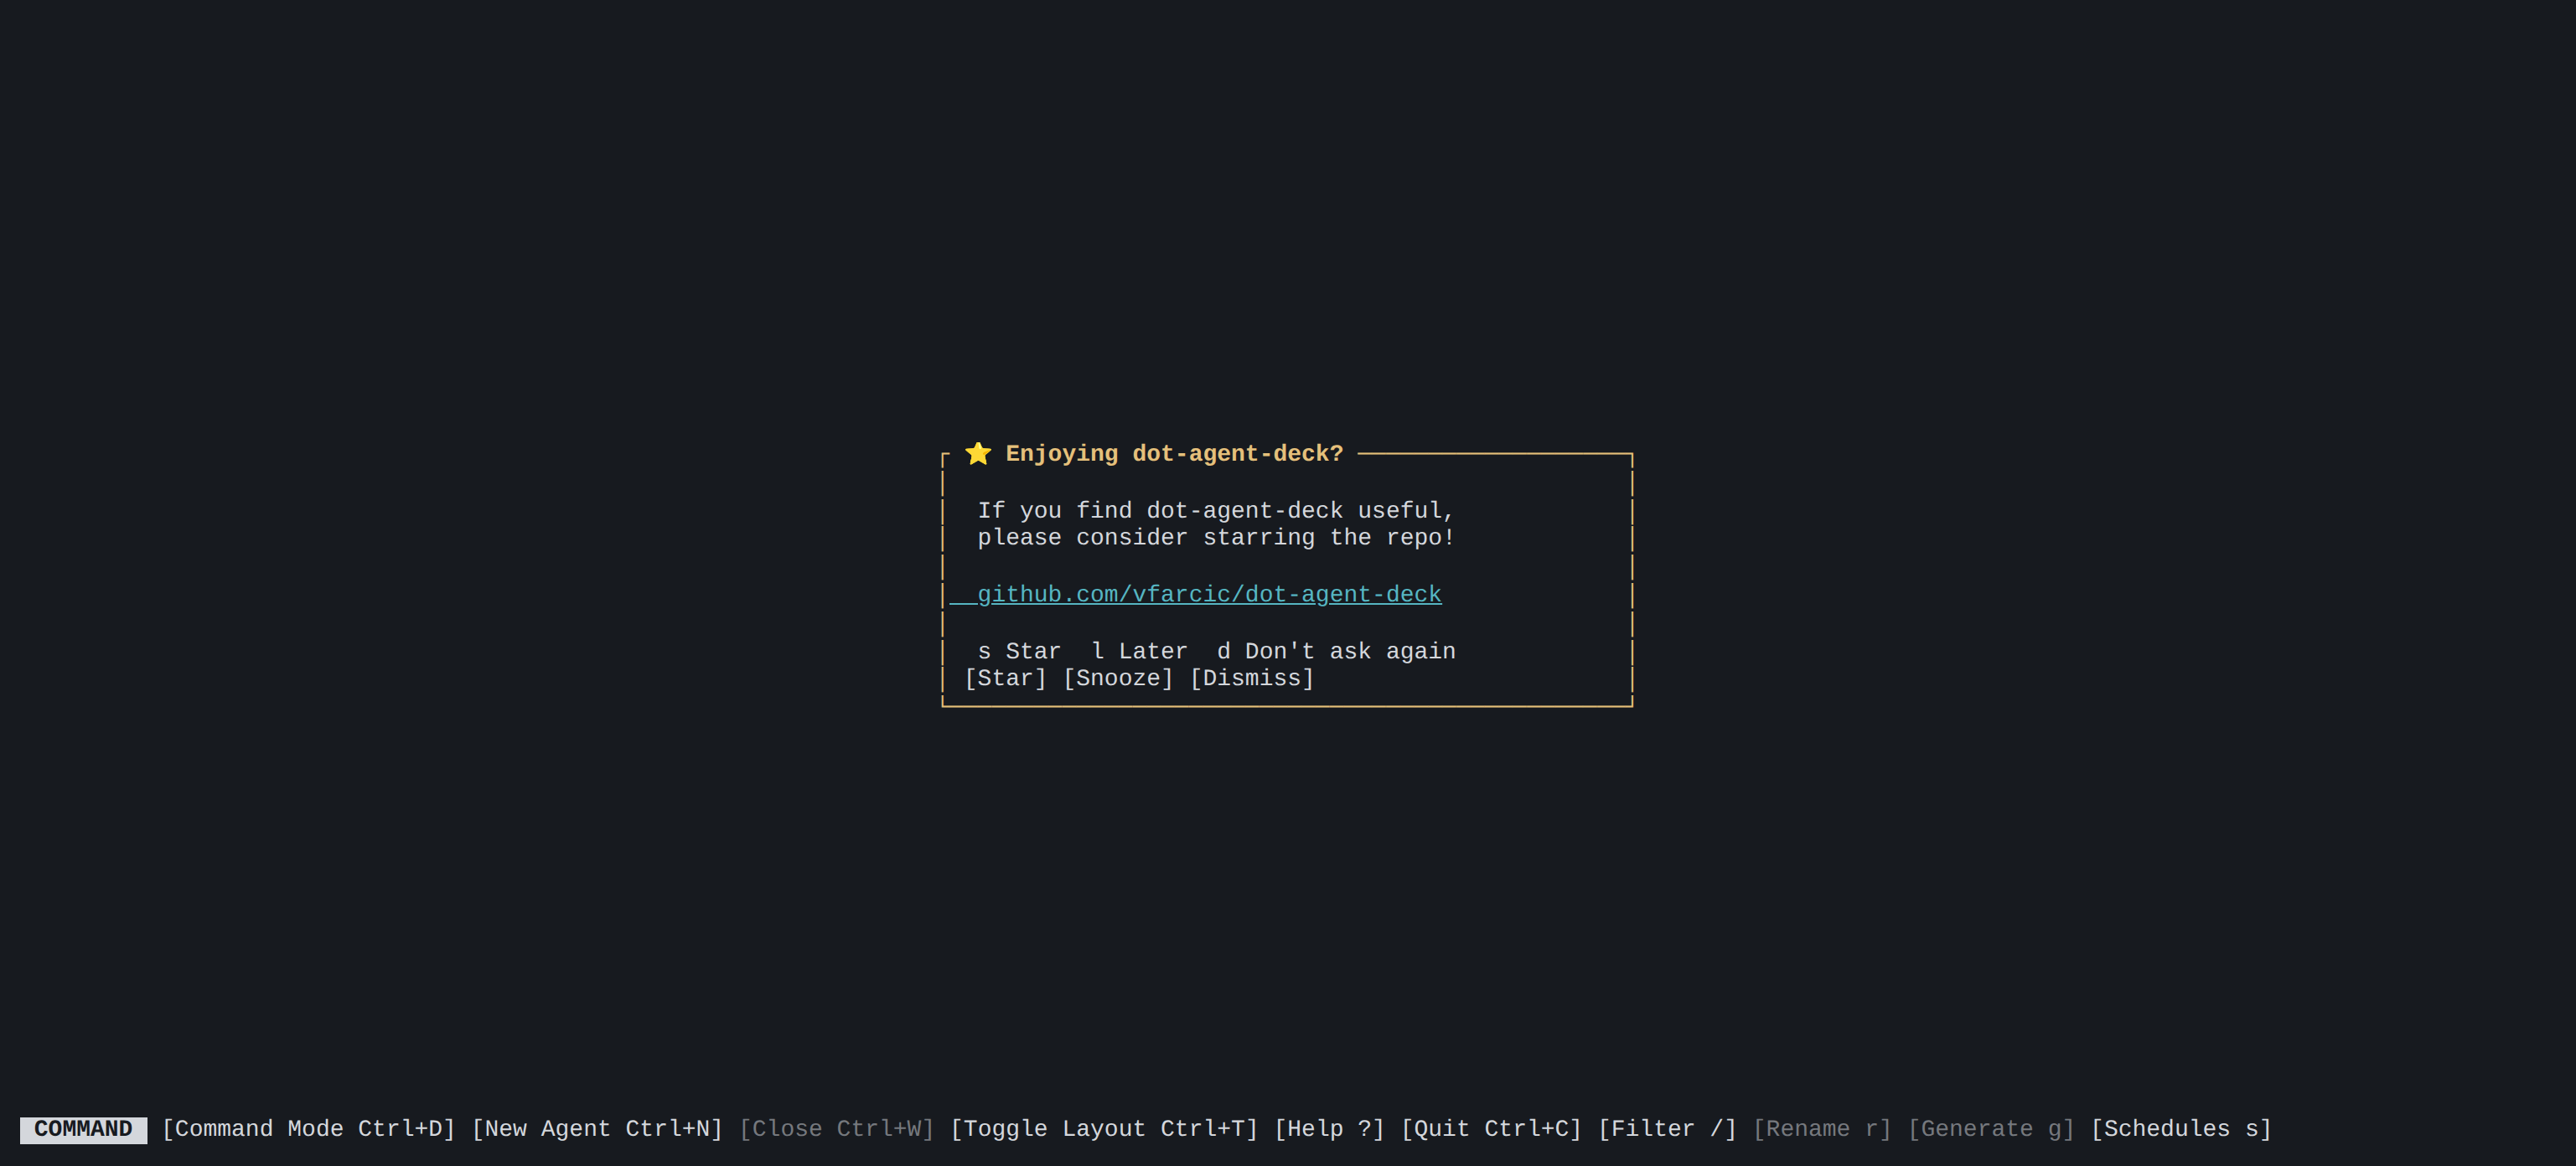 ⭐ Enjoying dot-agent-deck?
If you find dot-agent-deck useful,
please consider starring the repo!
github.com/vfarcic/dot-agent-deck
s Star  l Later  d Don't ask again
[Star] [Snooze] [Dismiss]
COMMAND [Command Mode Ctrl+D] [New Agent Ctrl+N] [Close Ctrl+W] [Toggle Layout Ctrl+T] [Help ?] [Quit Ctrl+C] [Filter /] [Rename r] [Generate g] [Schedules s]